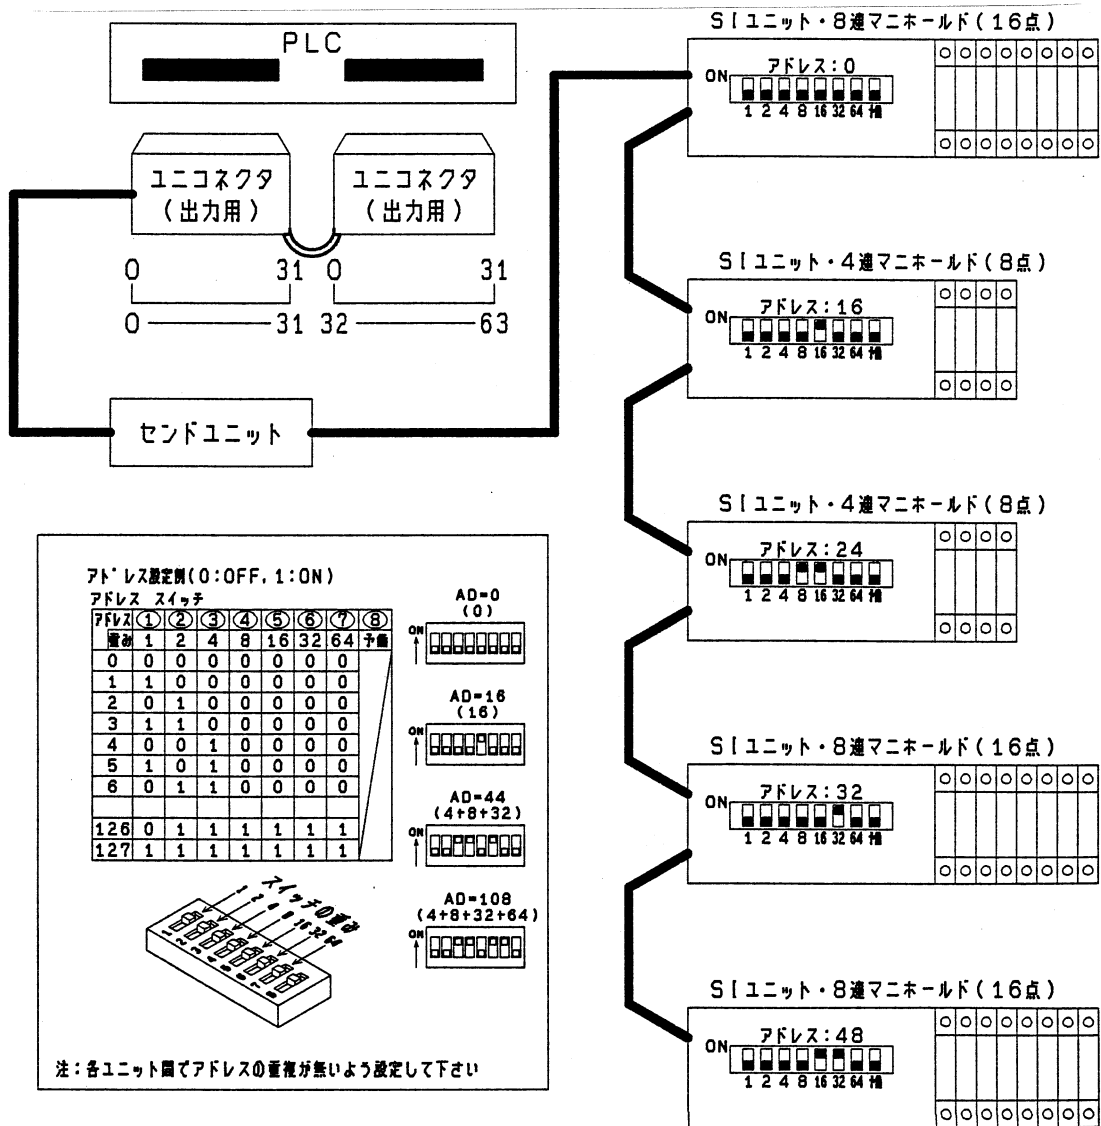 PLC
ユニコネクタ
(出力用)
ユニコネクタ
(出力用)
0 31 0 31
0 31 32 63
センドユニット
SIユニット・8連マニホールド(16点)
アドレス:0
ON
1 2 4 8 16 32 64 予備
SIユニット・4連マニホールド(8点)
アドレス:16
ON
1 2 4 8 16 32 64 予備
SIユニット・4連マニホールド(8点)
アドレス:24
ON
1 2 4 8 16 32 64 予備
SIユニット・8連マニホールド(16点)
アドレス:32
ON
1 2 4 8 16 32 64 予備
SIユニット・8連マニホールド(16点)
アドレス:48
ON
1 2 4 8 16 32 64 予備
アドレス設定例(0:OFF, 1:ON)
アドレス スイッチ
アドレス ① ② ③ ④ ⑤ ⑥ ⑦ ⑧
重み 1 2 4 8 16 32 64 予備
0 0 0 0 0 0 0 0
1 1 0 0 0 0 0 0
2 0 1 0 0 0 0 0
3 1 1 0 0 0 0 0
4 0 0 1 0 0 0 0
5 1 0 1 0 0 0 0
6 0 1 1 0 0 0 0
126 0 1 1 1 1 1 1
127 1 1 1 1 1 1 1
AD=0
(0)
ON
AD=16
(16)
ON
AD=44
(4+8+32)
ON
AD=108
(4+8+32+64)
ON
スイッチの重み
1 2 4 8 16 32 64
1 2 3 4 5 6 7 8
注:各ユニット間でアドレスの重複が無いよう設定して下さい